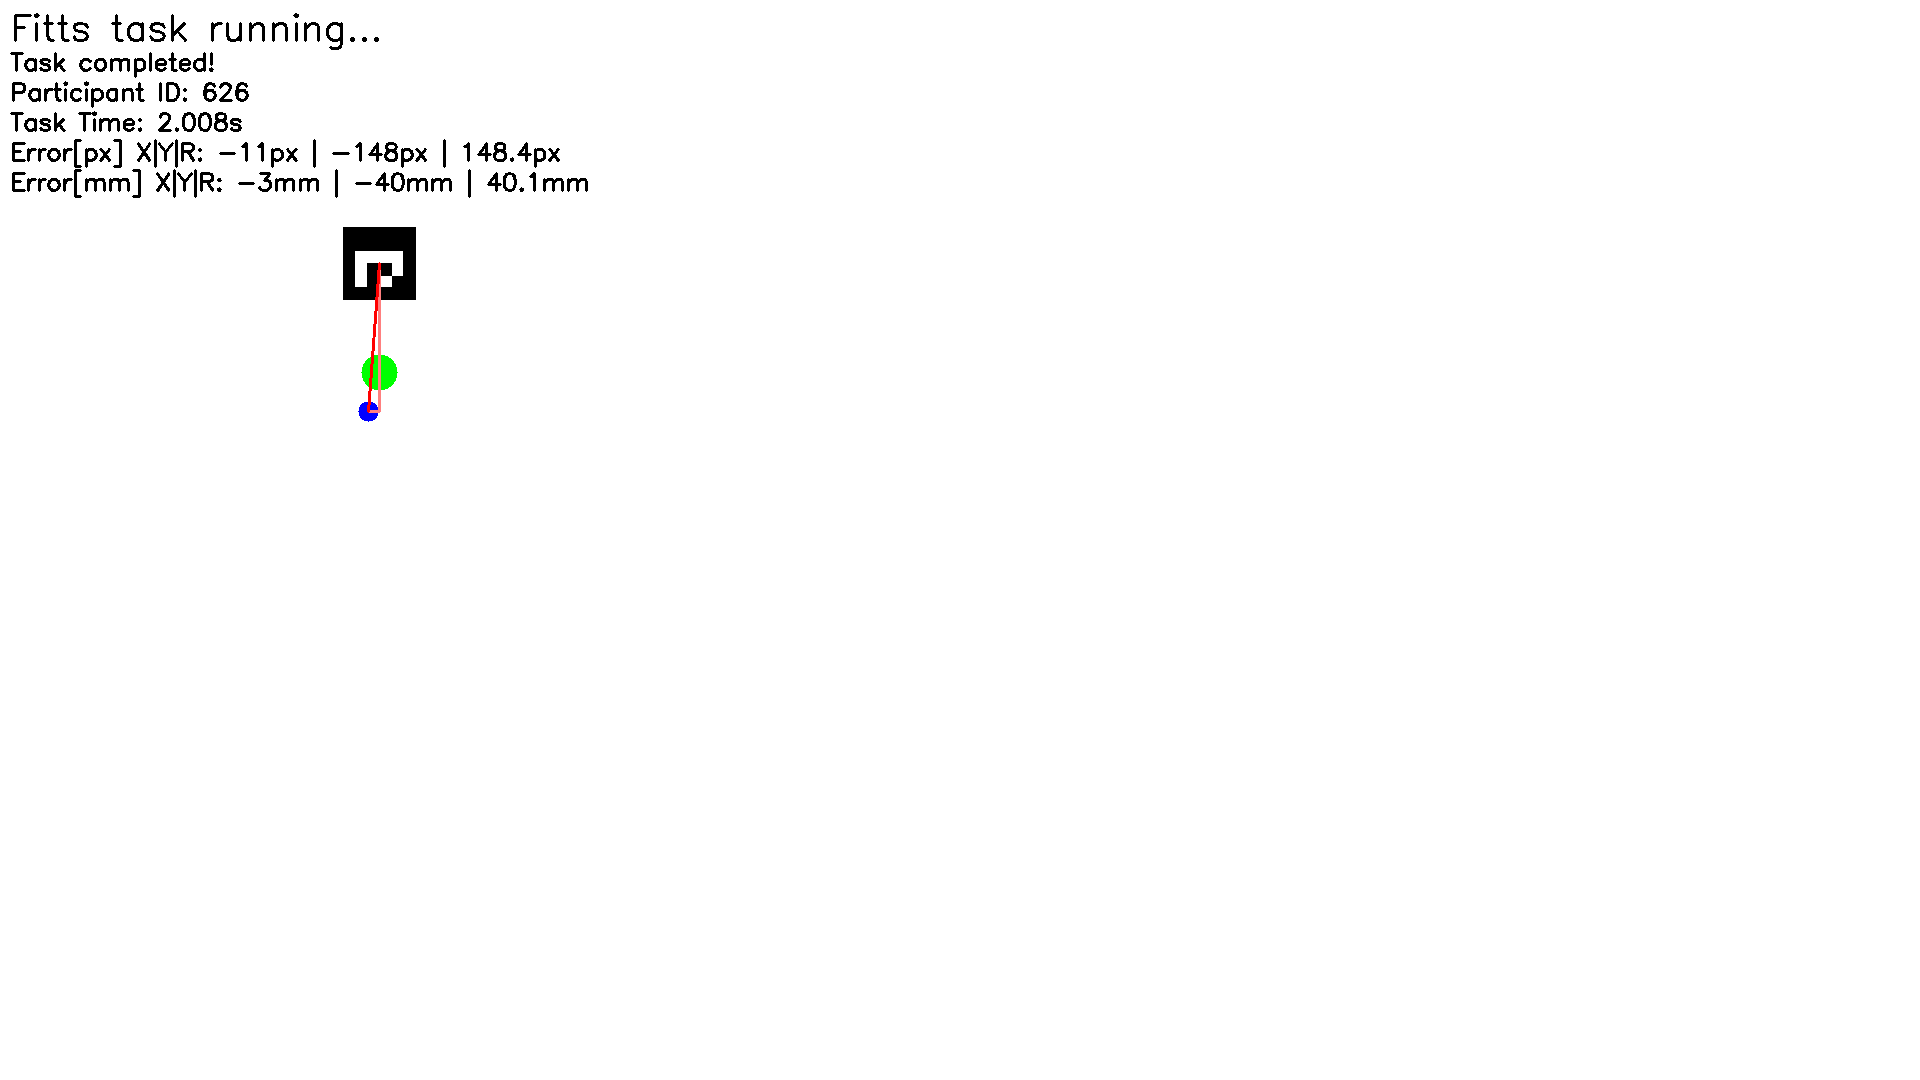 Fitts task running...
Task completed!
Participant ID: 626
Task Time: 2.008s
Error[px] X|Y|R: -11px | -148px | 148.4px
Error[mm] X|Y|R: -3mm | -40mm | 40.1mm